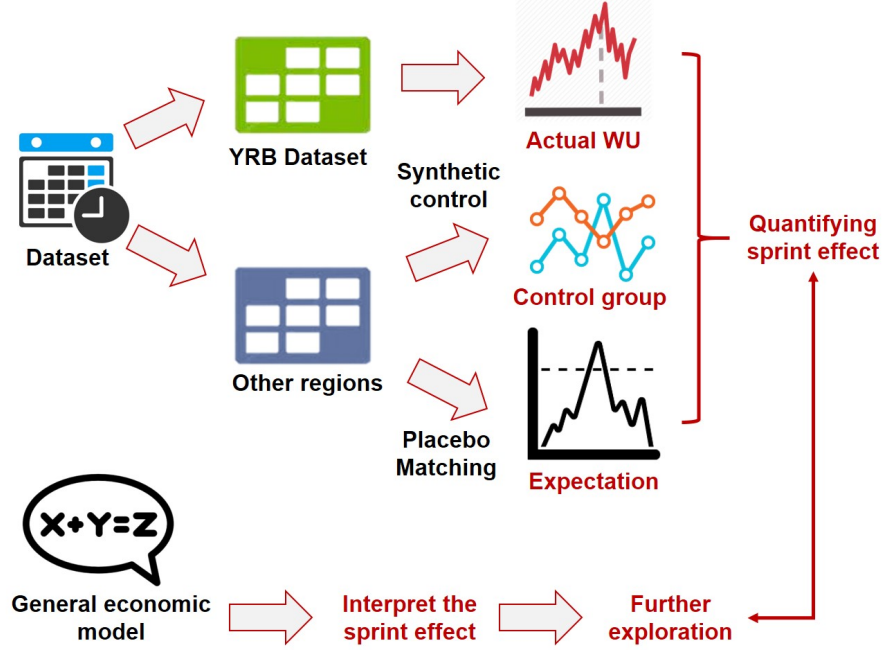 Dataset
YRB Dataset
Other regions
Synthetic
control
Placebo
Matching
Actual WU
Control group
Expectation
Quantifying
sprint effect
X+Y=Z
General economic
model
Interpret the
sprint effect
Further
exploration